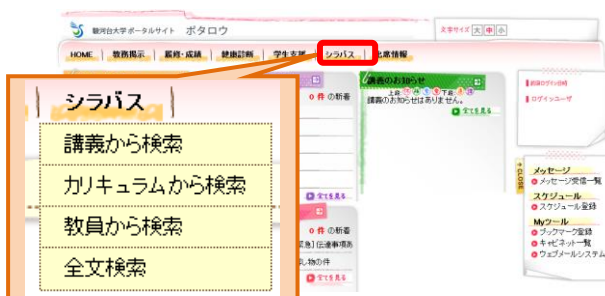 駿河台大学ポータルサイト ポタロウ
文字サイズ 大 中 小
HOME 教務掲示 履修・成績 健康診断 学生支援 シラバス 出席情報
シラバス
講義から検索
カリキュラムから検索
教員から検索
全文検索
0 件 の新着
全てを見る
0 件 の新着
し物の件
全てを見る
講義のお知らせ
講義のお知らせはありません。
全てを見る
前回ログイン日時
ログインユーザ
CLOSE
メッセージ
メッセージ受信一覧
スケジュール
スケジュール登録
Myツール
ブックマーク登録
キャビネット一覧
ウェブメールシステム